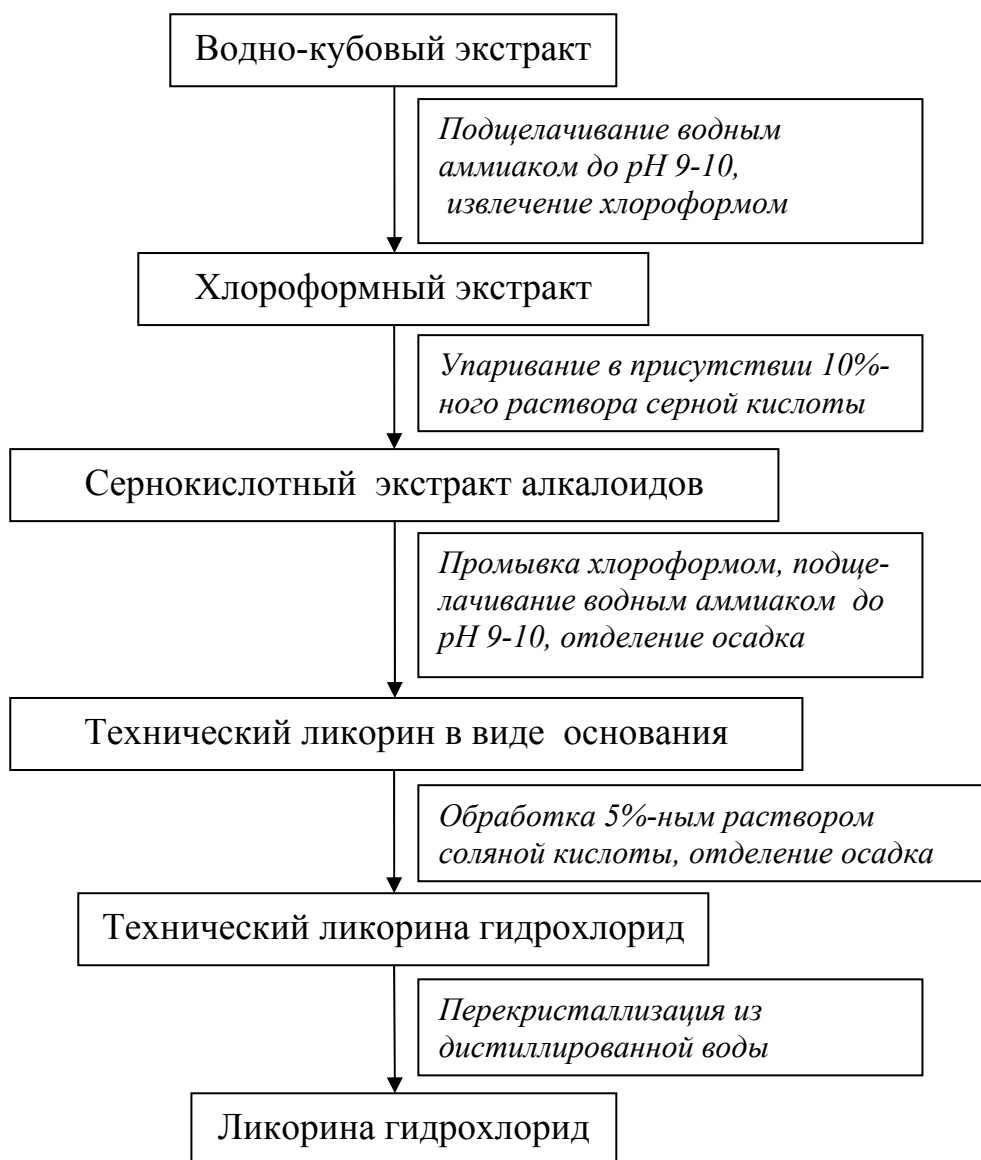 Водно-кубовый экстракт
Подщелачивание водным
аммиаком до рН 9-10,
извлечение хлороформом
Хлороформный экстракт
Упаривание в присутствии 10%-
ного раствора серной кислоты
Сернокислотный экстракт алкалоидов
Промывка хлороформом, подще-
лачивание водным аммиаком до
рН 9-10, отделение осадка
Технический ликорин в виде основания
Обработка 5%-ным раствором
соляной кислоты, отделение осадка
Технический ликорина гидрохлорид
Перекристаллизация из
дистиллированной воды
Ликорина гидрохлорид